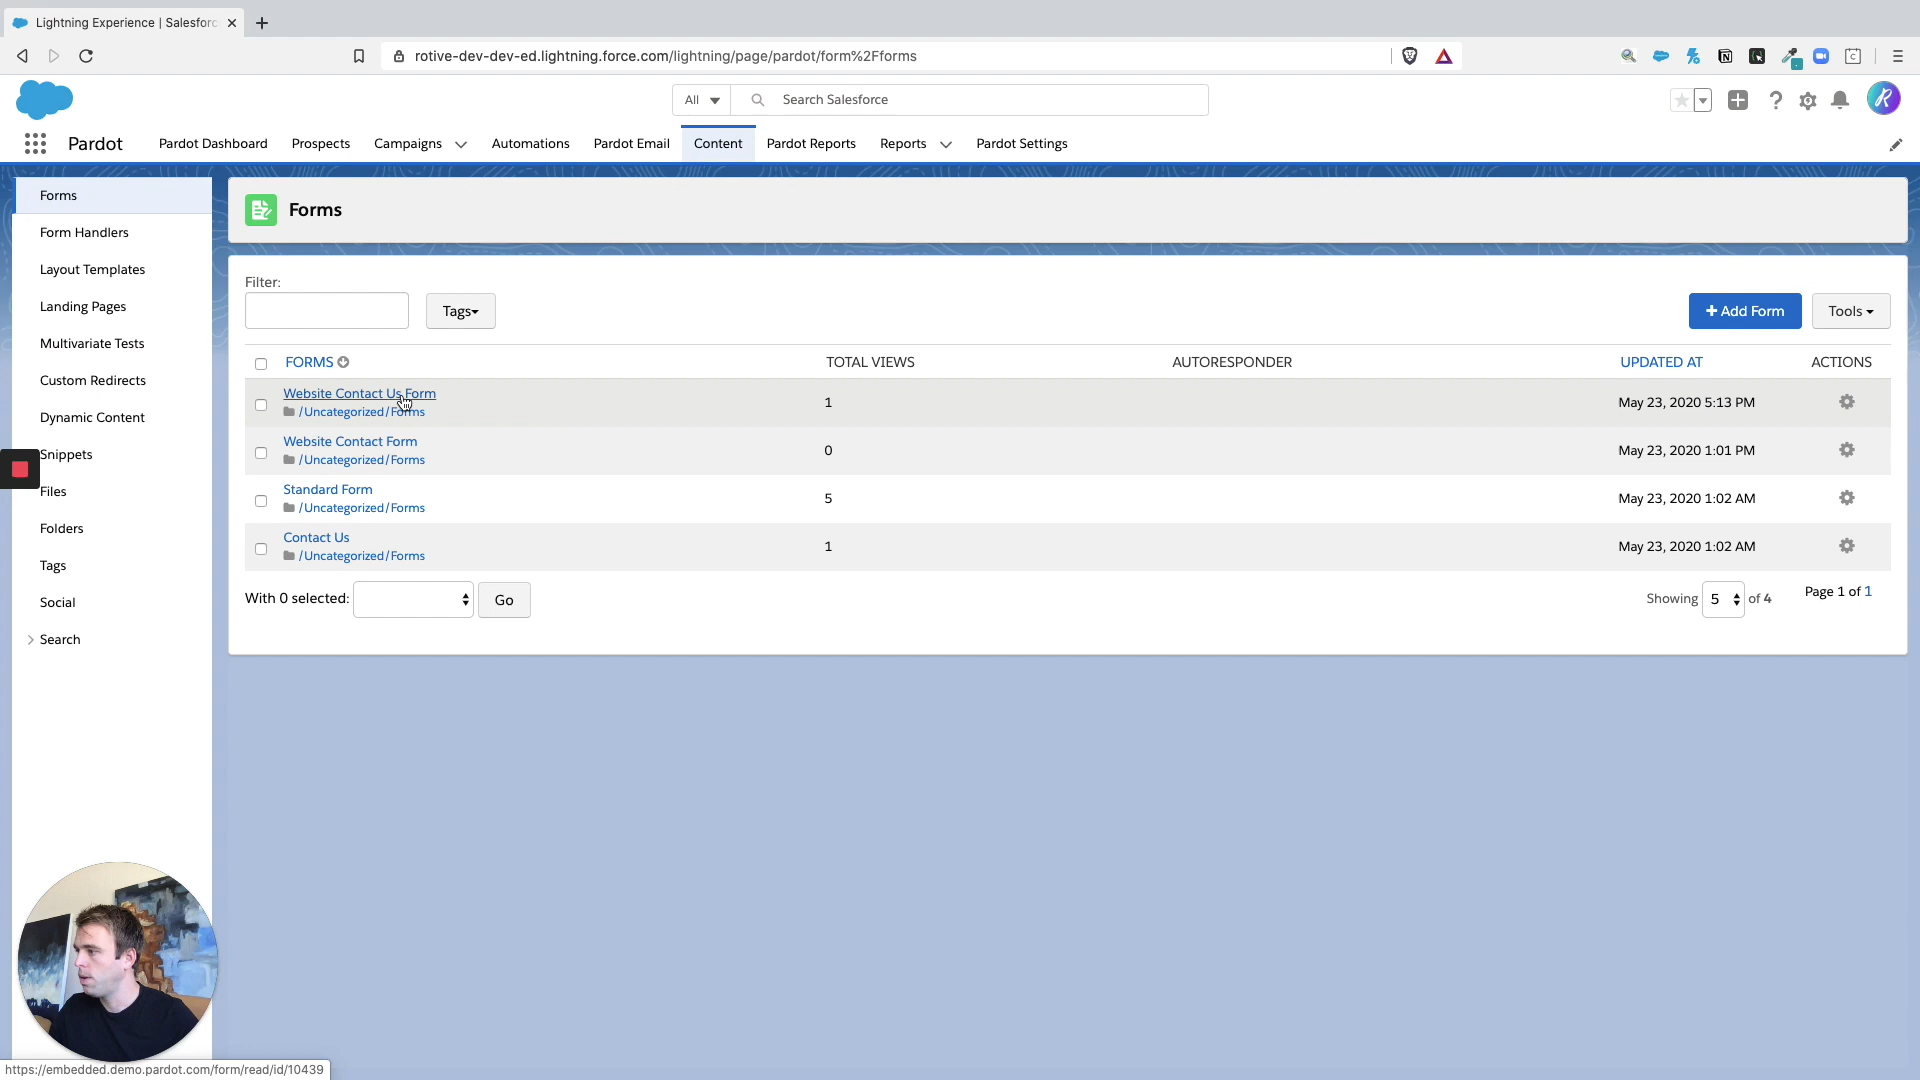 Lightning Experience | Salesforc
rotive-dev-dev-ed.lightning.force.com/lightning/page/pardot/form%2Fforms
All
Search Salesforce
Pardot
Pardot Dashboard
Prospects
Campaigns
Automations
Pardot Email
Content
Pardot Reports
Reports
Pardot Settings
Forms
Form Handlers
Layout Templates
Landing Pages
Multivariate Tests
Custom Redirects
Dynamic Content
Snippets
Files
Folders
Tags
Social
Search
Forms
Filter:
Tags
+ Add Form
Tools
FORMS TOTAL VIEWS AUTORESPONDER UPDATED AT ACTIONS
Website Contact Us Form
/Uncategorized/Forms
1
May 23, 2020 5:13 PM
Website Contact Form
/Uncategorized/Forms
0
May 23, 2020 1:01 PM
Standard Form
/Uncategorized/Forms
5
May 23, 2020 1:02 AM
Contact Us
/Uncategorized/Forms
1
May 23, 2020 1:02 AM
With 0 selected:
Go
Showing 5 of 4
Page 1 of 1
https://embedded.demo.pardot.com/form/read/id/10439